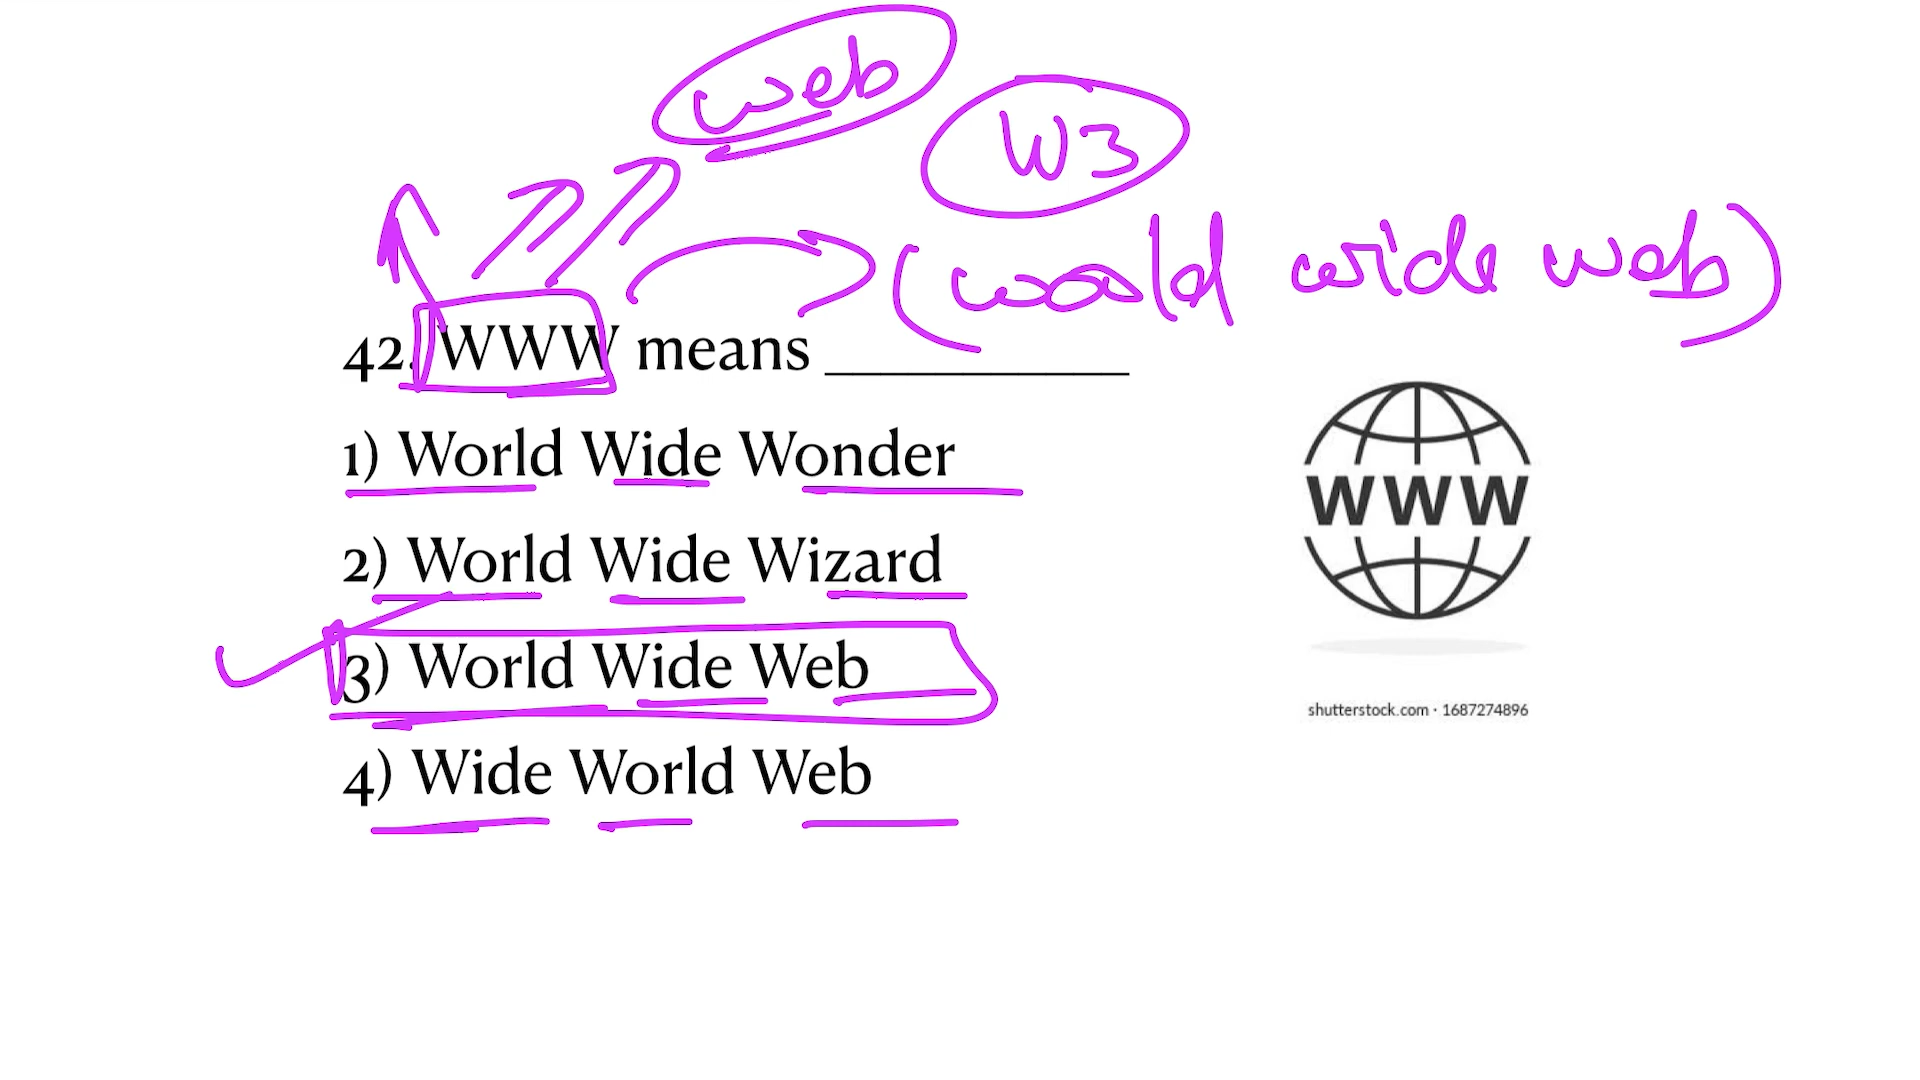 web
W3
(world wide web)
42. WWW means ____________
1) World Wide Wonder
2) World Wide Wizard
3) World Wide Web
4) Wide World Web
WWW
shutterstock.com · 1687274896